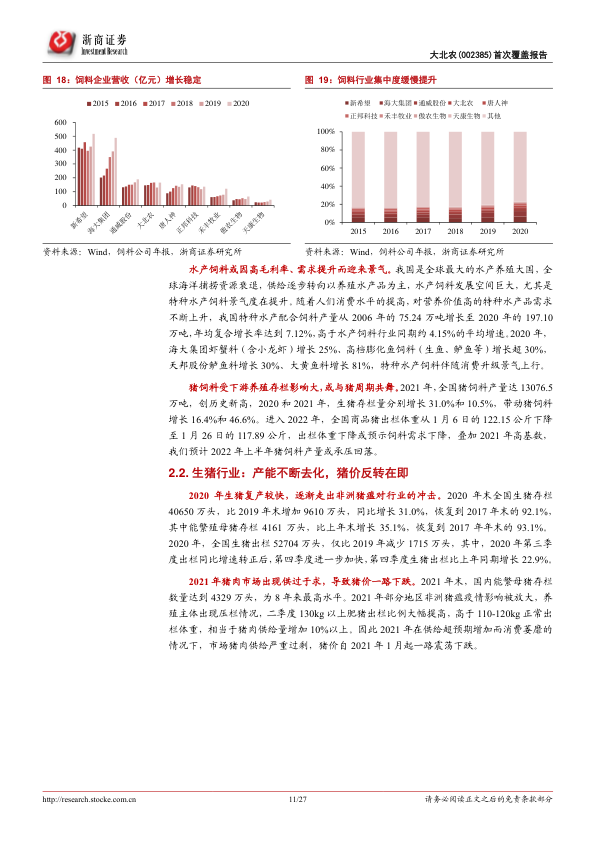 浙商证券
Investment Research
大北农(002385)首次覆盖报告
图 18：饲料企业营收（亿元）增长稳定
2015 2016 2017 2018 2019 2020
600
500
400
300
200
100
0
新希望 海大集团 通威股份 大北农 唐人神 正邦科技 禾丰牧业 傲农生物 天康生物
资料来源：Wind，饲料公司年报，浙商证券研究所
图 19：饲料行业集中度缓慢提升
新希望 海大集团 通威股份 大北农 唐人神
正邦科技 禾丰牧业 傲农生物 天康生物 其他
100%
80%
60%
40%
20%
0%
2015 2016 2017 2018 2019 2020
资料来源：Wind，饲料公司年报，浙商证券研究所
水产饲料或因高毛利率、需求提升而迎来景气。我国是全球最大的水产养殖大国，全
球海洋捕捞资源衰退，供给逐步转向以养殖水产品为主，水产饲料发展空间巨大，尤其是
特种水产饲料景气度在提升。随着人们消费水平的提高，对营养价值高的特种水产品需求
不断上升，我国特种水产配合饲料产量从 2006 年的 75.24 万吨增长至 2020 年的 197.10
万吨，年均复合增长率达到 7.12%，高于水产饲料行业同期约 4.15%的平均增速。2020 年，
海大集团虾蟹料（含小龙虾）增长 25%、高档膨化鱼饲料（生鱼、鲈鱼等）增长超 30%，
天邦股份鲈鱼料增长 30%、大黄鱼料增长 81%，特种水产饲料伴随消费升级景气上行。
猪饲料受下游养殖存栏影响大，或与猪周期共舞。2021 年，全国猪饲料产量达 13076.5
万吨，创历史新高，2020 和 2021 年，生猪存栏量分别增长 31.0%和 10.5%，带动猪饲料
增长 16.4%和 46.6%。进入 2022 年，全国商品猪出栏体重从 1 月 6 日的 122.15 公斤下降
至 1 月 26 日的 117.89 公斤，出栏体重下降或预示饲料需求下降，叠加 2021 年高基数，
我们预计 2022 年上半年猪饲料产量或承压回落。
2.2. 生猪行业：产能不断去化，猪价反转在即
2020 年生猪复产较快，逐渐走出非洲猪瘟对行业的冲击。2020 年末全国生猪存栏
40650 万头，比 2019 年末增加 9610 万头，同比增长 31.0%，恢复到 2017 年末的 92.1%，
其中能繁殖母猪存栏 4161 万头，比上年末增长 35.1%，恢复到 2017 年年末的 93.1%。
2020 年，全国生猪出栏 52704 万头，仅比 2019 年减少 1715 万头，其中，2020 年第三季
度出栏同比增速转正后，第四季度进一步加快，第四季度生猪出栏比上年同期增长 22.9%。
2021 年猪肉市场出现供过于求，导致猪价一路下跌。2021 年末，国内能繁母猪存栏
数量达到 4329 万头，为 8 年来最高水平。2021 年部分地区非洲猪瘟疫情影响被放大，养
殖主体出现压栏情况，二季度 130kg 以上肥猪出栏比例大幅提高，高于 110-120kg 正常出
栏体重，相当于猪肉供给量增加 10%以上。因此 2021 年在供给超预期增加而消费萎靡的
情况下，市场猪肉供给严重过剩，猪价自 2021 年 1 月起一路震荡下跌。
http://research.stocke.com.cn
11/27
请务必阅读正文之后的免责条款部分